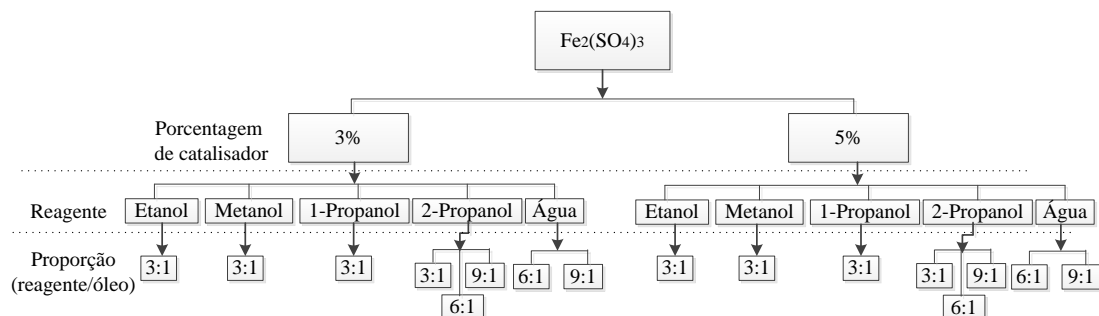 Fe2(SO4)3
Porcentagem
de catalisador
3%
5%
Reagente
Etanol
Metanol
1-Propanol
2-Propanol
Água
Etanol
Metanol
1-Propanol
2-Propanol
Água
Proporção
(reagente/óleo)
3:1
3:1
3:1
3:1
9:1
6:1
6:1
9:1
3:1
3:1
3:1
3:1
9:1
6:1
6:1
9:1